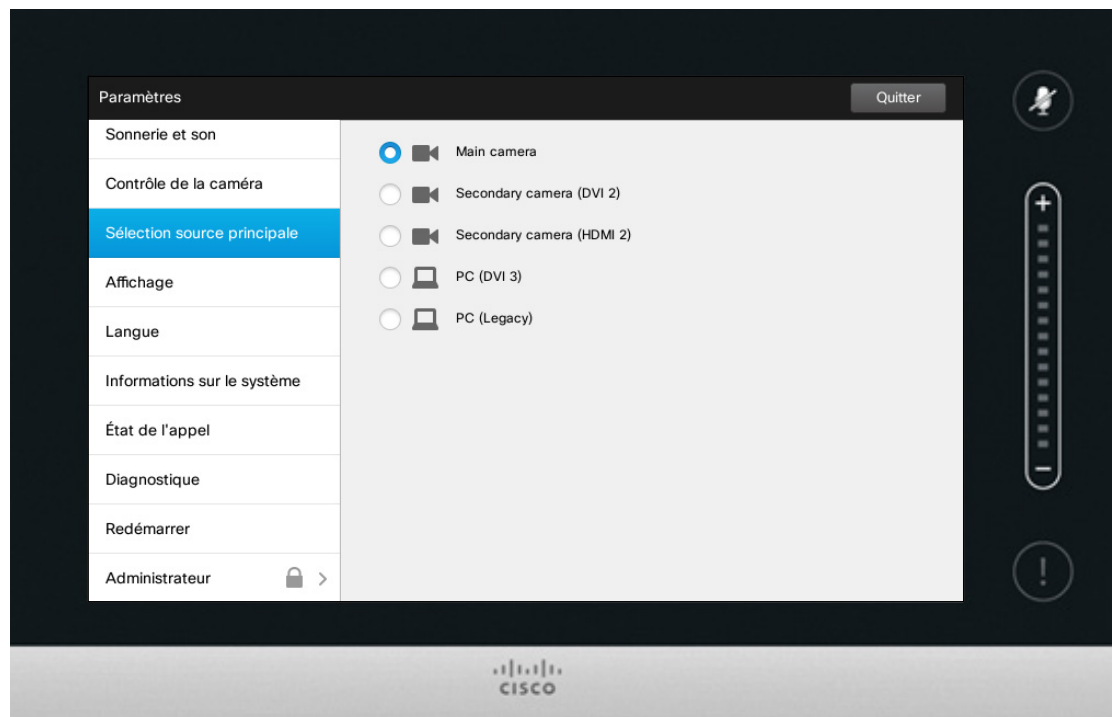 Paramètres
Quitter
Sonnerie et son
Contrôle de la caméra
Sélection source principale
Affichage
Langue
Informations sur le système
État de l'appel
Diagnostique
Redémarrer
Administrateur
Main camera
Secondary camera (DVI 2)
Secondary camera (HDMI 2)
PC (DVI 3)
PC (Legacy)
+
−
!
CISCO